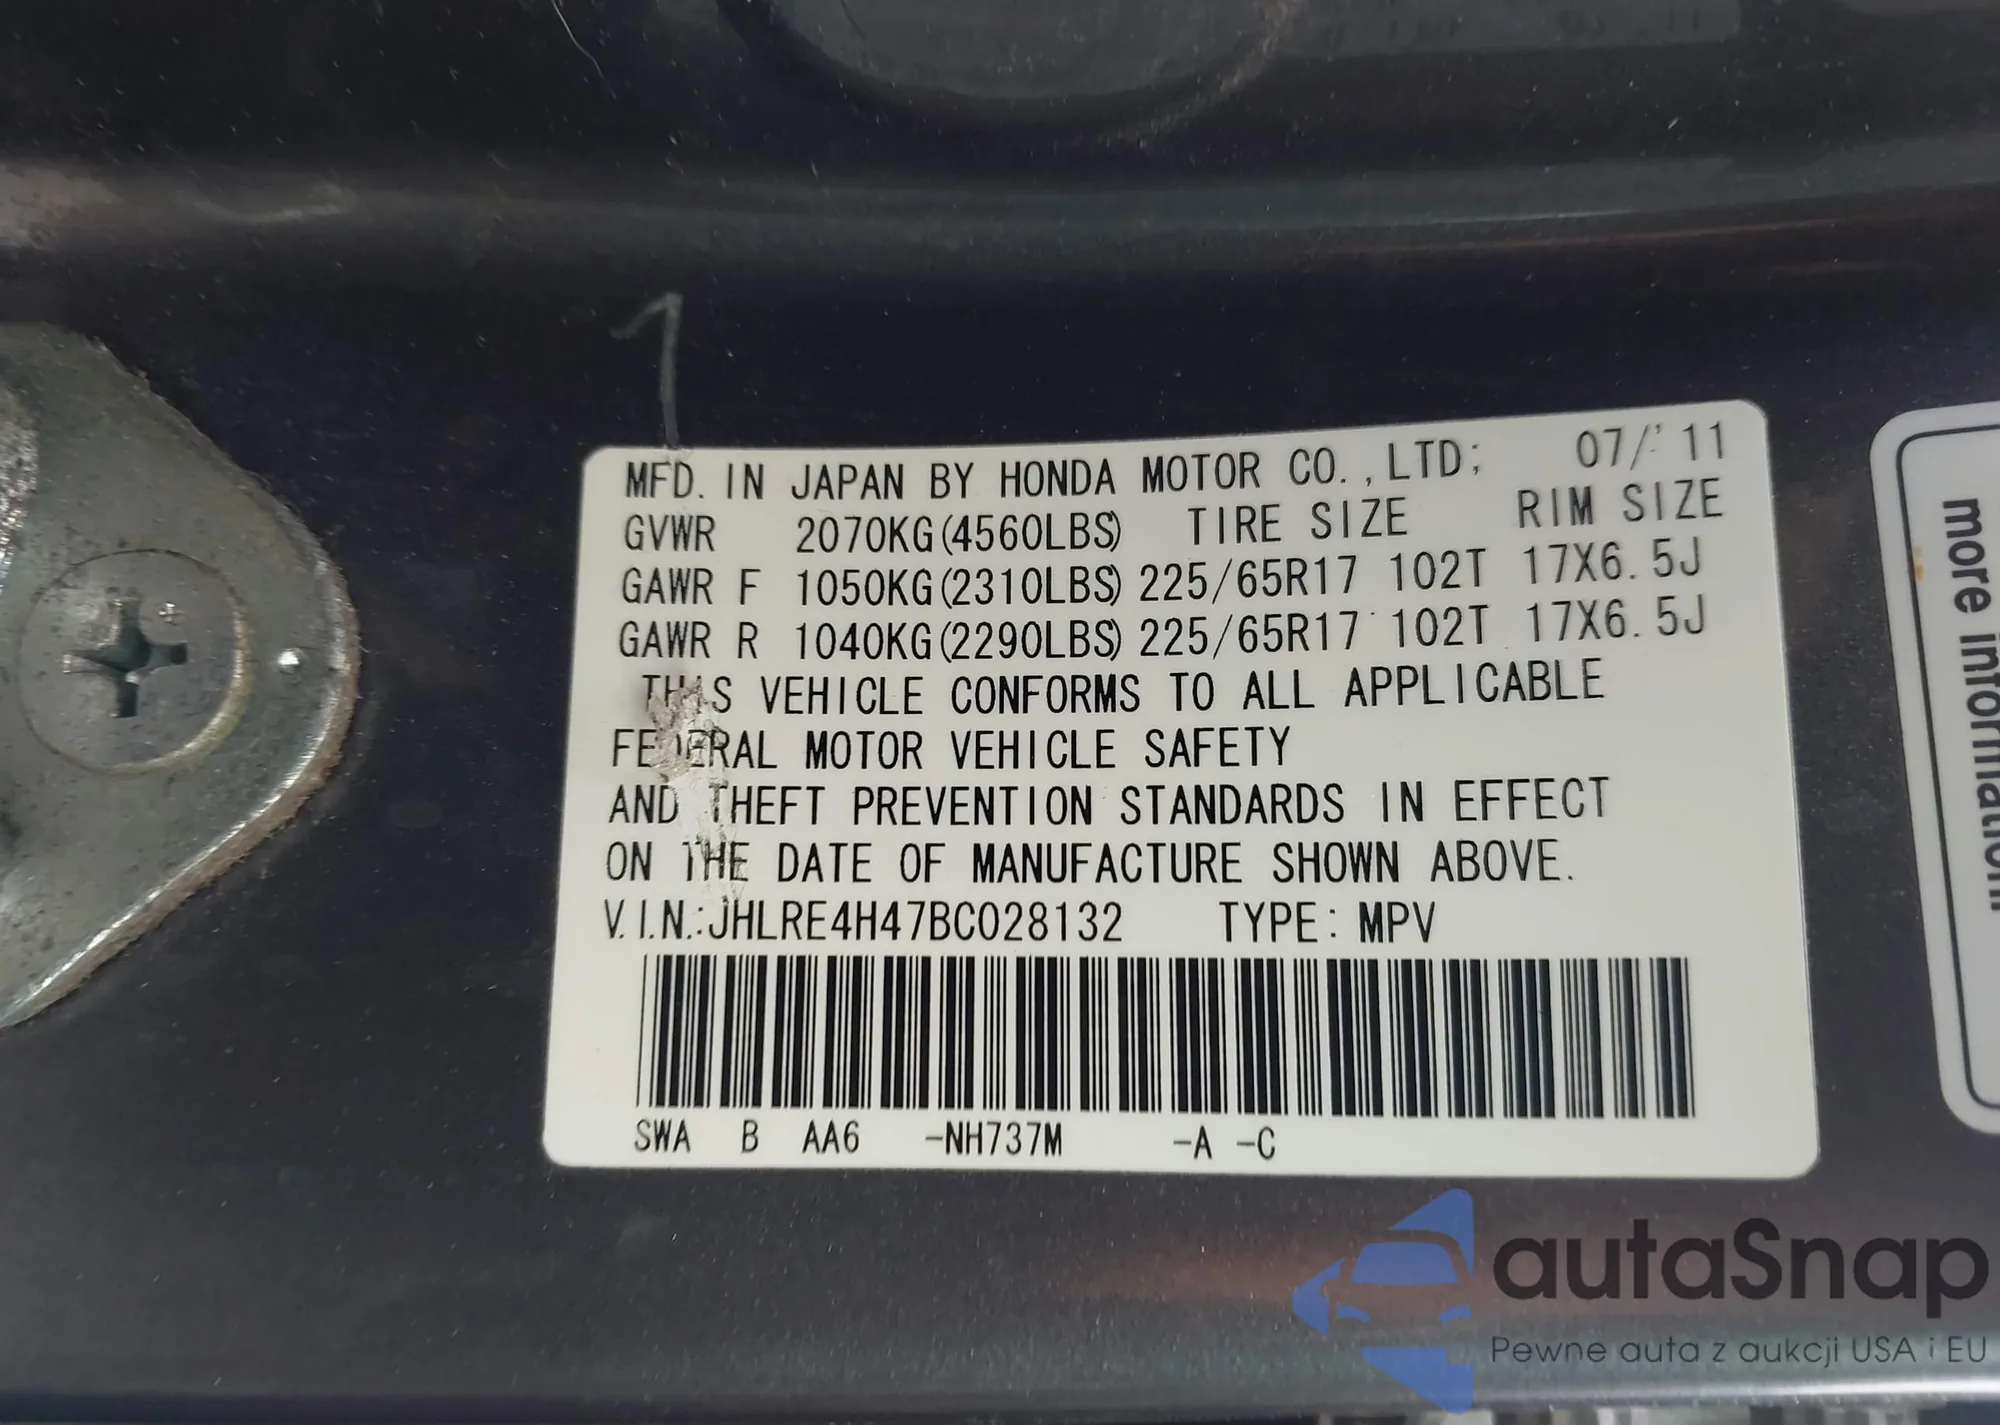 1
MFD. IN JAPAN BY HONDA MOTOR CO.,LTD; 07/'11
GVWR 2070KG(4560LBS) TIRE SIZE RIM SIZE
GAWR F 1050KG(2310LBS) 225/65R17 102T 17X6.5J
GAWR R 1040KG(2290LBS) 225/65R17 102T 17X6.5J
THIS VEHICLE CONFORMS TO ALL APPLICABLE
FEDERAL MOTOR VEHICLE SAFETY
AND THEFT PREVENTION STANDARDS IN EFFECT
ON THE DATE OF MANUFACTURE SHOWN ABOVE.
V.I.N.:JHLRE4H47BC028132 TYPE: MPV
SWA B AA6 -NH737M -A -C
more information.
autaSnap
Pewne auta z aukcji USA i EU